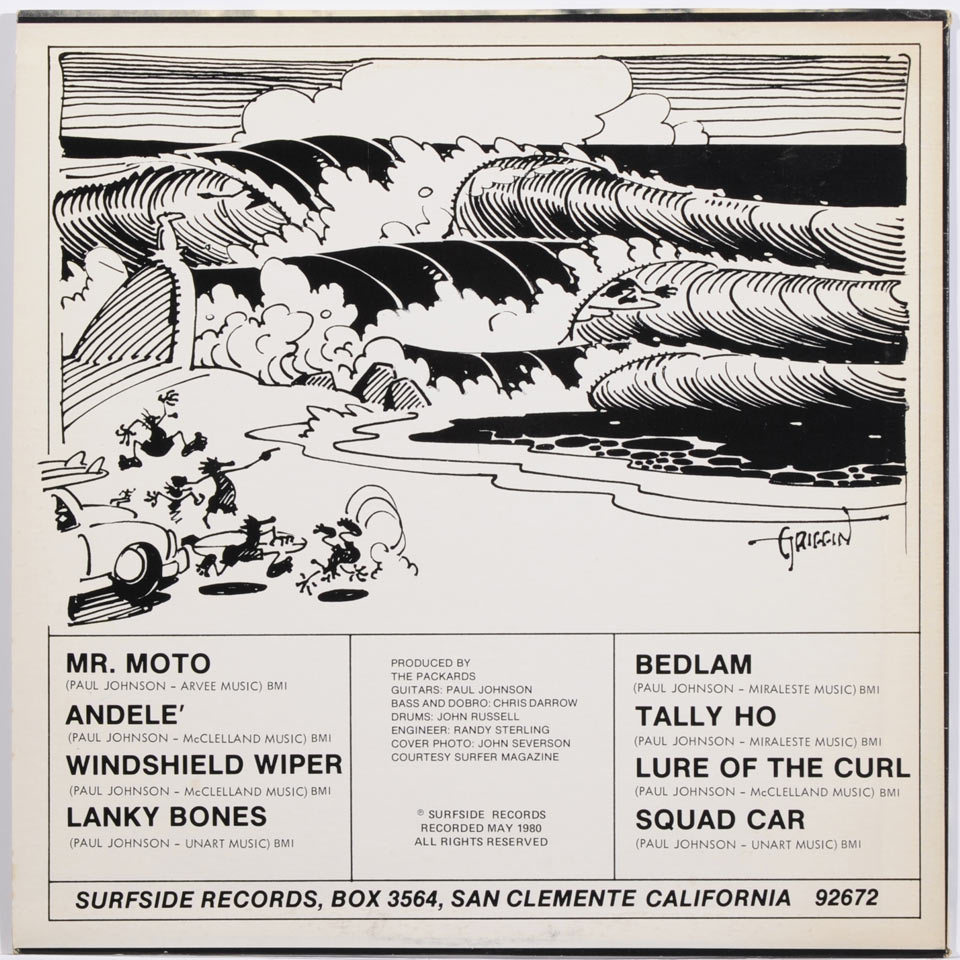 GRIFFIN
MR. MOTO
(PAUL JOHNSON – ARVEE MUSIC) BMI
ANDELE'
(PAUL JOHNSON – McCLELLAND MUSIC) BMI
WINDSHIELD WIPER
(PAUL JOHNSON – McCLELLAND MUSIC) BMI
LANKY BONES
(PAUL JOHNSON – UNART MUSIC) BMI
PRODUCED BY
THE PACKARDS
GUITARS: PAUL JOHNSON
BASS AND DOBRO: CHRIS DARROW
DRUMS: JOHN RUSSELL
ENGINEER: RANDY STERLING
COVER PHOTO: JOHN SEVERSON
COURTESY SURFER MAGAZINE
℗ SURFSIDE RECORDS
RECORDED MAY 1980
ALL RIGHTS RESERVED
BEDLAM
(PAUL JOHNSON – MIRALESTE MUSIC) BMI
TALLY HO
(PAUL JOHNSON – MIRALESTE MUSIC) BMI
LURE OF THE CURL
(PAUL JOHNSON – McCLELLAND MUSIC) BMI
SQUAD CAR
(PAUL JOHNSON – UNART MUSIC) BMI
SURFSIDE RECORDS, BOX 3564, SAN CLEMENTE CALIFORNIA 92672